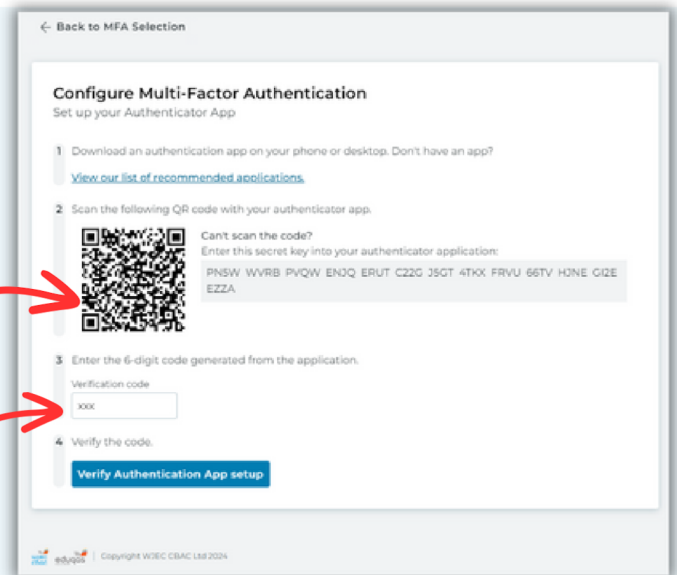 ← Back to MFA Selection
Configure Multi-Factor Authentication
Set up your Authenticator App
1 Download an authentication app on your phone or desktop. Don't have an app?
View our list of recommended applications.
2 Scan the following QR code with your authenticator app.
Can't scan the code?
Enter this secret key into your authenticator application:
PN5W WVRB PVQW ENJQ ERUT C22G J5GT 4TKX FRVU 66TV HJNE GI2E
EZZA
3 Enter the 6-digit code generated from the application.
Verification code
xxx
4 Verify the code.
Verify Authentication App setup
wjec cbac eduqas | Copyright WJEC CBAC Ltd 2024